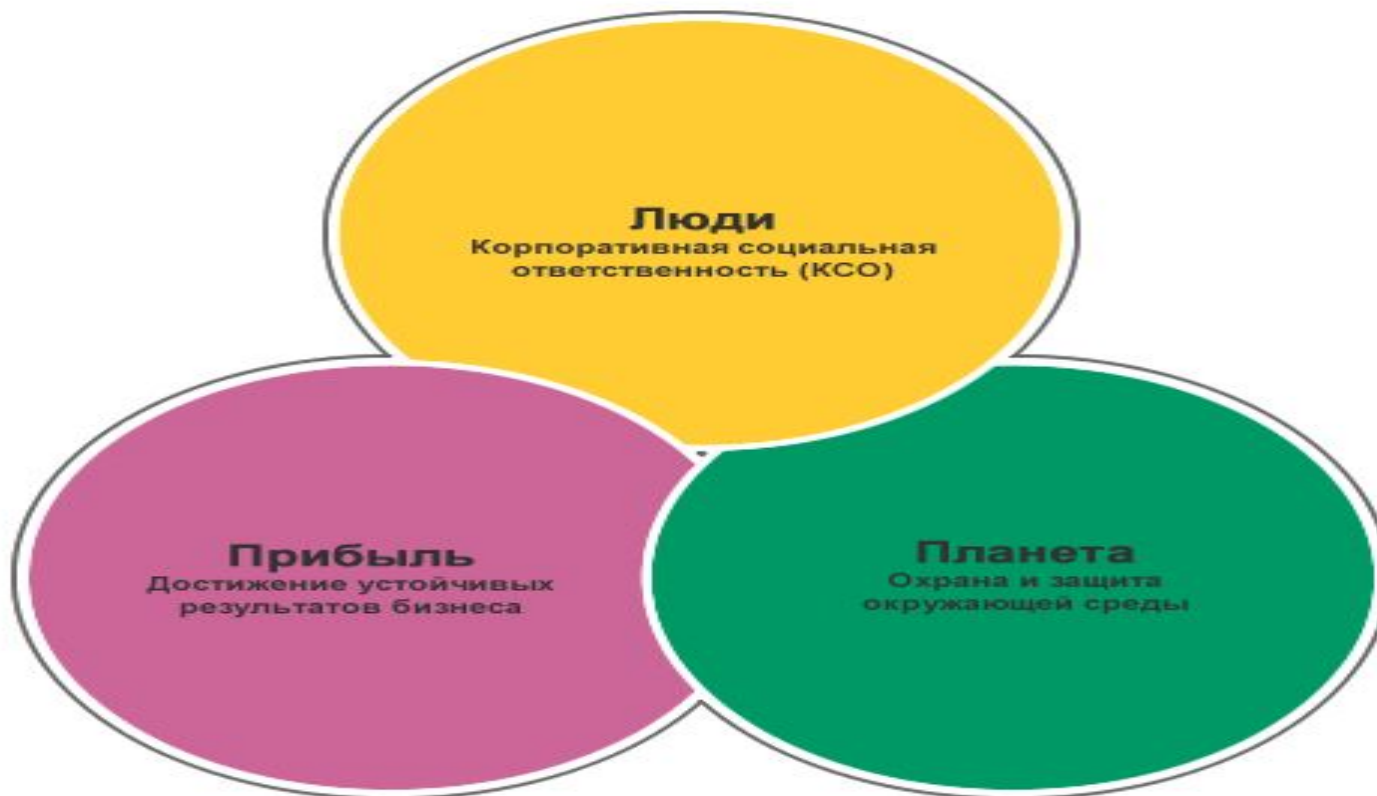 Люди
Корпоративная социальная
ответственность (КСО)
Прибыль
Достижение устойчивых
результатов бизнеса
Планета
Охрана и защита
окружающей среды